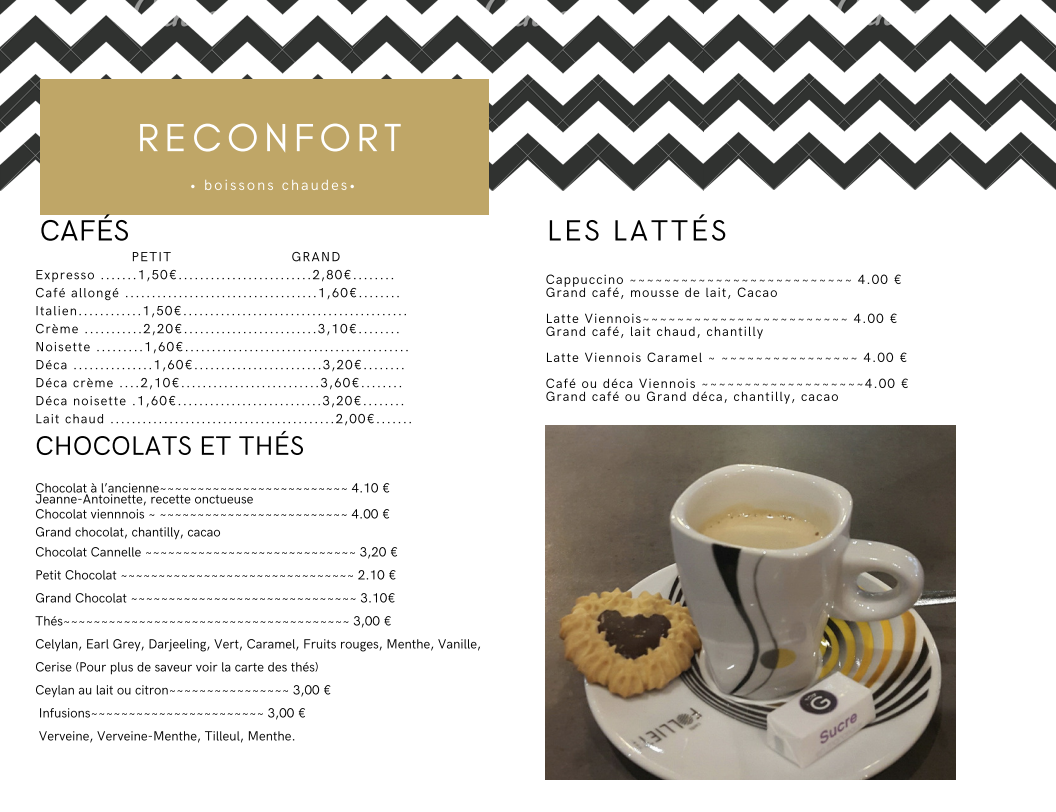 RECONFORT
• boissons chaudes•
CAFÉS
PETIT GRAND
Expresso .......1,50€.........................2,80€........
Café allongé ....................................1,60€........
Italien............1,50€..........................................
Crème ...........2,20€.........................3,10€........
Noisette .........1,60€..........................................
Déca ...............1,60€........................3,20€........
Déca crème ....2,10€..........................3,60€........
Déca noisette .1,60€...........................3,20€........
Lait chaud ..........................................2,00€.......
CHOCOLATS ET THÉS
Chocolat à l'ancienne~~~~~~~~~~~~~~~~~~~~~~~~~ 4.10 €
Jeanne-Antoinette, recette onctueuse
Chocolat viennnois ~ ~~~~~~~~~~~~~~~~~~~~~~~~~ 4.00 €
Grand chocolat, chantilly, cacao
Chocolat Cannelle ~~~~~~~~~~~~~~~~~~~~~~~~~~~~ 3,20 €
Petit Chocolat ~~~~~~~~~~~~~~~~~~~~~~~~~~~~~~~ 2.10 €
Grand Chocolat ~~~~~~~~~~~~~~~~~~~~~~~~~~~~~~ 3.10€
Thés~~~~~~~~~~~~~~~~~~~~~~~~~~~~~~~~~~~~~~ 3,00 €
Celylan, Earl Grey, Darjeeling, Vert, Caramel, Fruits rouges, Menthe, Vanille,
Cerise (Pour plus de saveur voir la carte des thés)
Ceylan au lait ou citron~~~~~~~~~~~~~~~~ 3,00 €
Infusions~~~~~~~~~~~~~~~~~~~~~~~ 3,00 €
Verveine, Verveine-Menthe, Tilleul, Menthe.
LES LATTÉS
Cappuccino ~~~~~~~~~~~~~~~~~~~~~~~~~~ 4.00 €
Grand café, mousse de lait, Cacao
Latte Viennois~~~~~~~~~~~~~~~~~~~~~~~~ 4.00 €
Grand café, lait chaud, chantilly
Latte Viennois Caramel ~ ~~~~~~~~~~~~~~~~ 4.00 €
Café ou déca Viennois ~~~~~~~~~~~~~~~~~~~4.00 €
Grand café ou Grand déca, chantilly, cacao
FOLLIET
G
Sucre